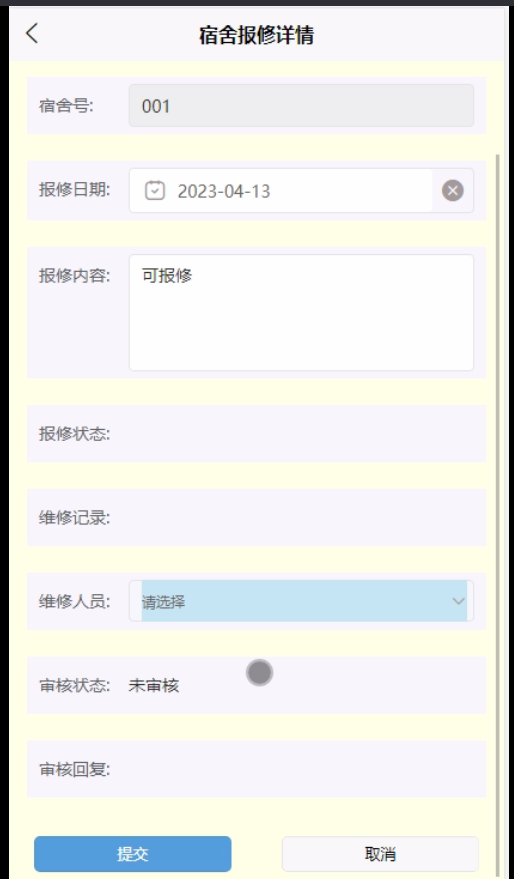 宿舍报修详情
宿舍号: 001
报修日期: 2023-04-13
报修内容: 可报修
报修状态:
维修记录:
维修人员: 请选择
审核状态: 未审核
审核回复:
提交 取消